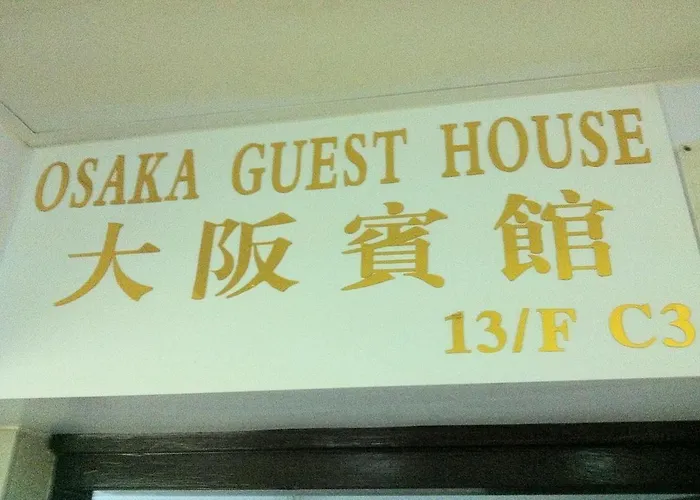 OSAKA GUEST HOUSE
大阪賓館
13/F C3